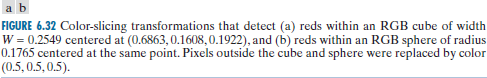 a b
FIGURE 6.32 Color-slicing transformations that detect (a) reds within an RGB cube of width
W = 0.2549 centered at (0.6863, 0.1608, 0.1922), and (b) reds within an RGB sphere of radius
0.1765 centered at the same point. Pixels outside the cube and sphere were replaced by color
(0.5, 0.5, 0.5).